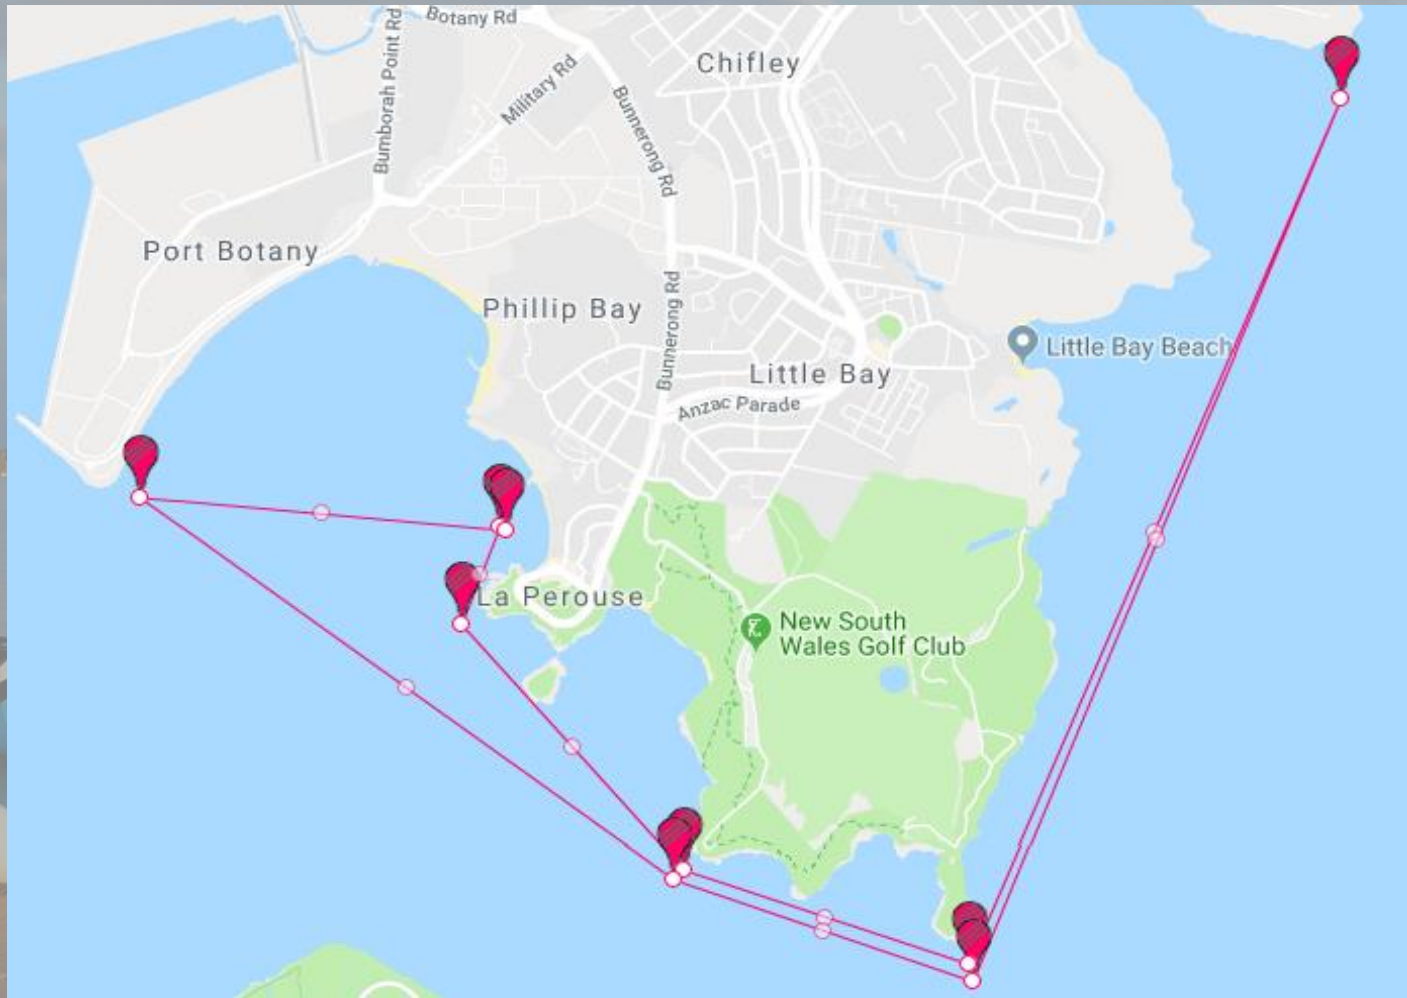 Botany Rd
Bumborah Point Rd
Military Rd
Chifley
Bunnerong Rd
Port Botany
Phillip Bay
Bunnerong Rd
Little Bay Beach
Little Bay
Anzac Parade
La Perouse
New South
Wales Golf Club